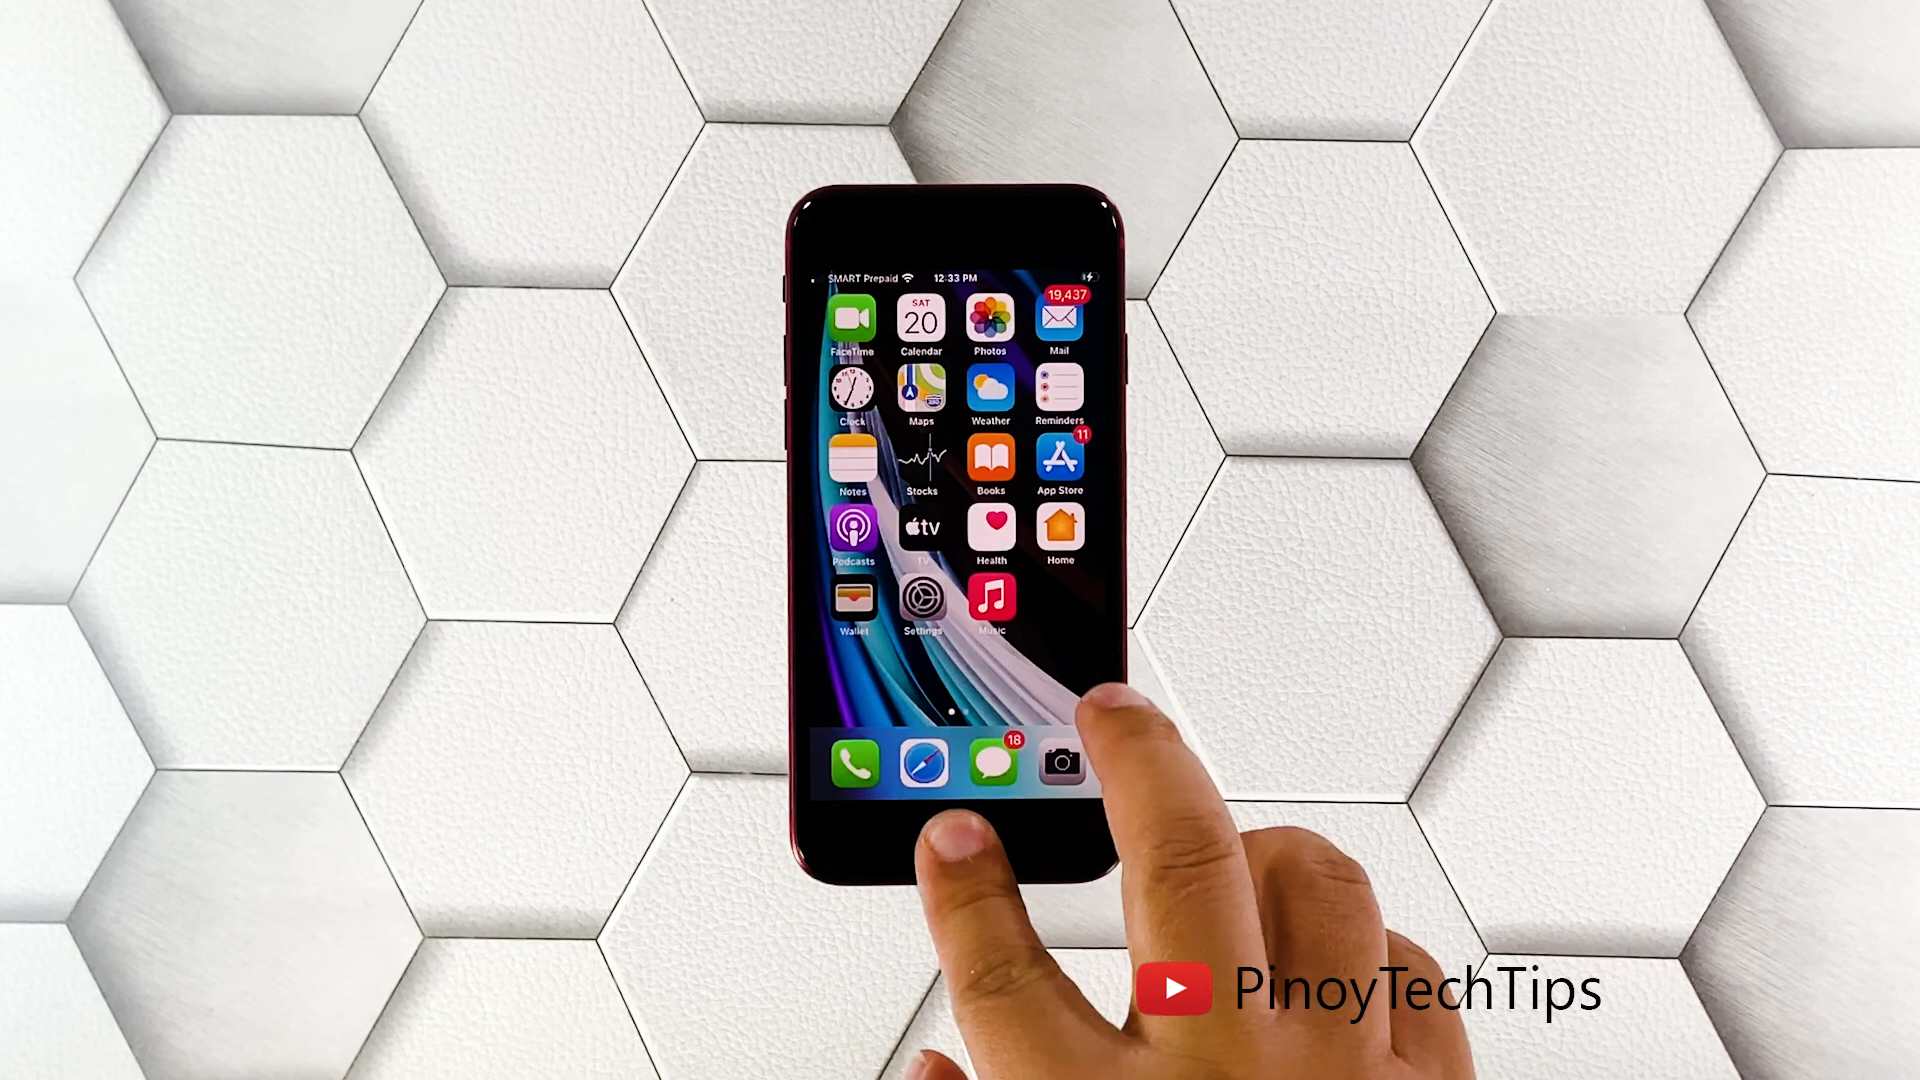 SMART Prepaid 12:33 PM
19,437
SAT
20
FaceTime Calendar Photos Mail
Clock Maps Weather Reminders
11
Notes Stocks Books App Store
tv
Podcasts TV Health Home
Wallet Settings Music
18
PinoyTechTips